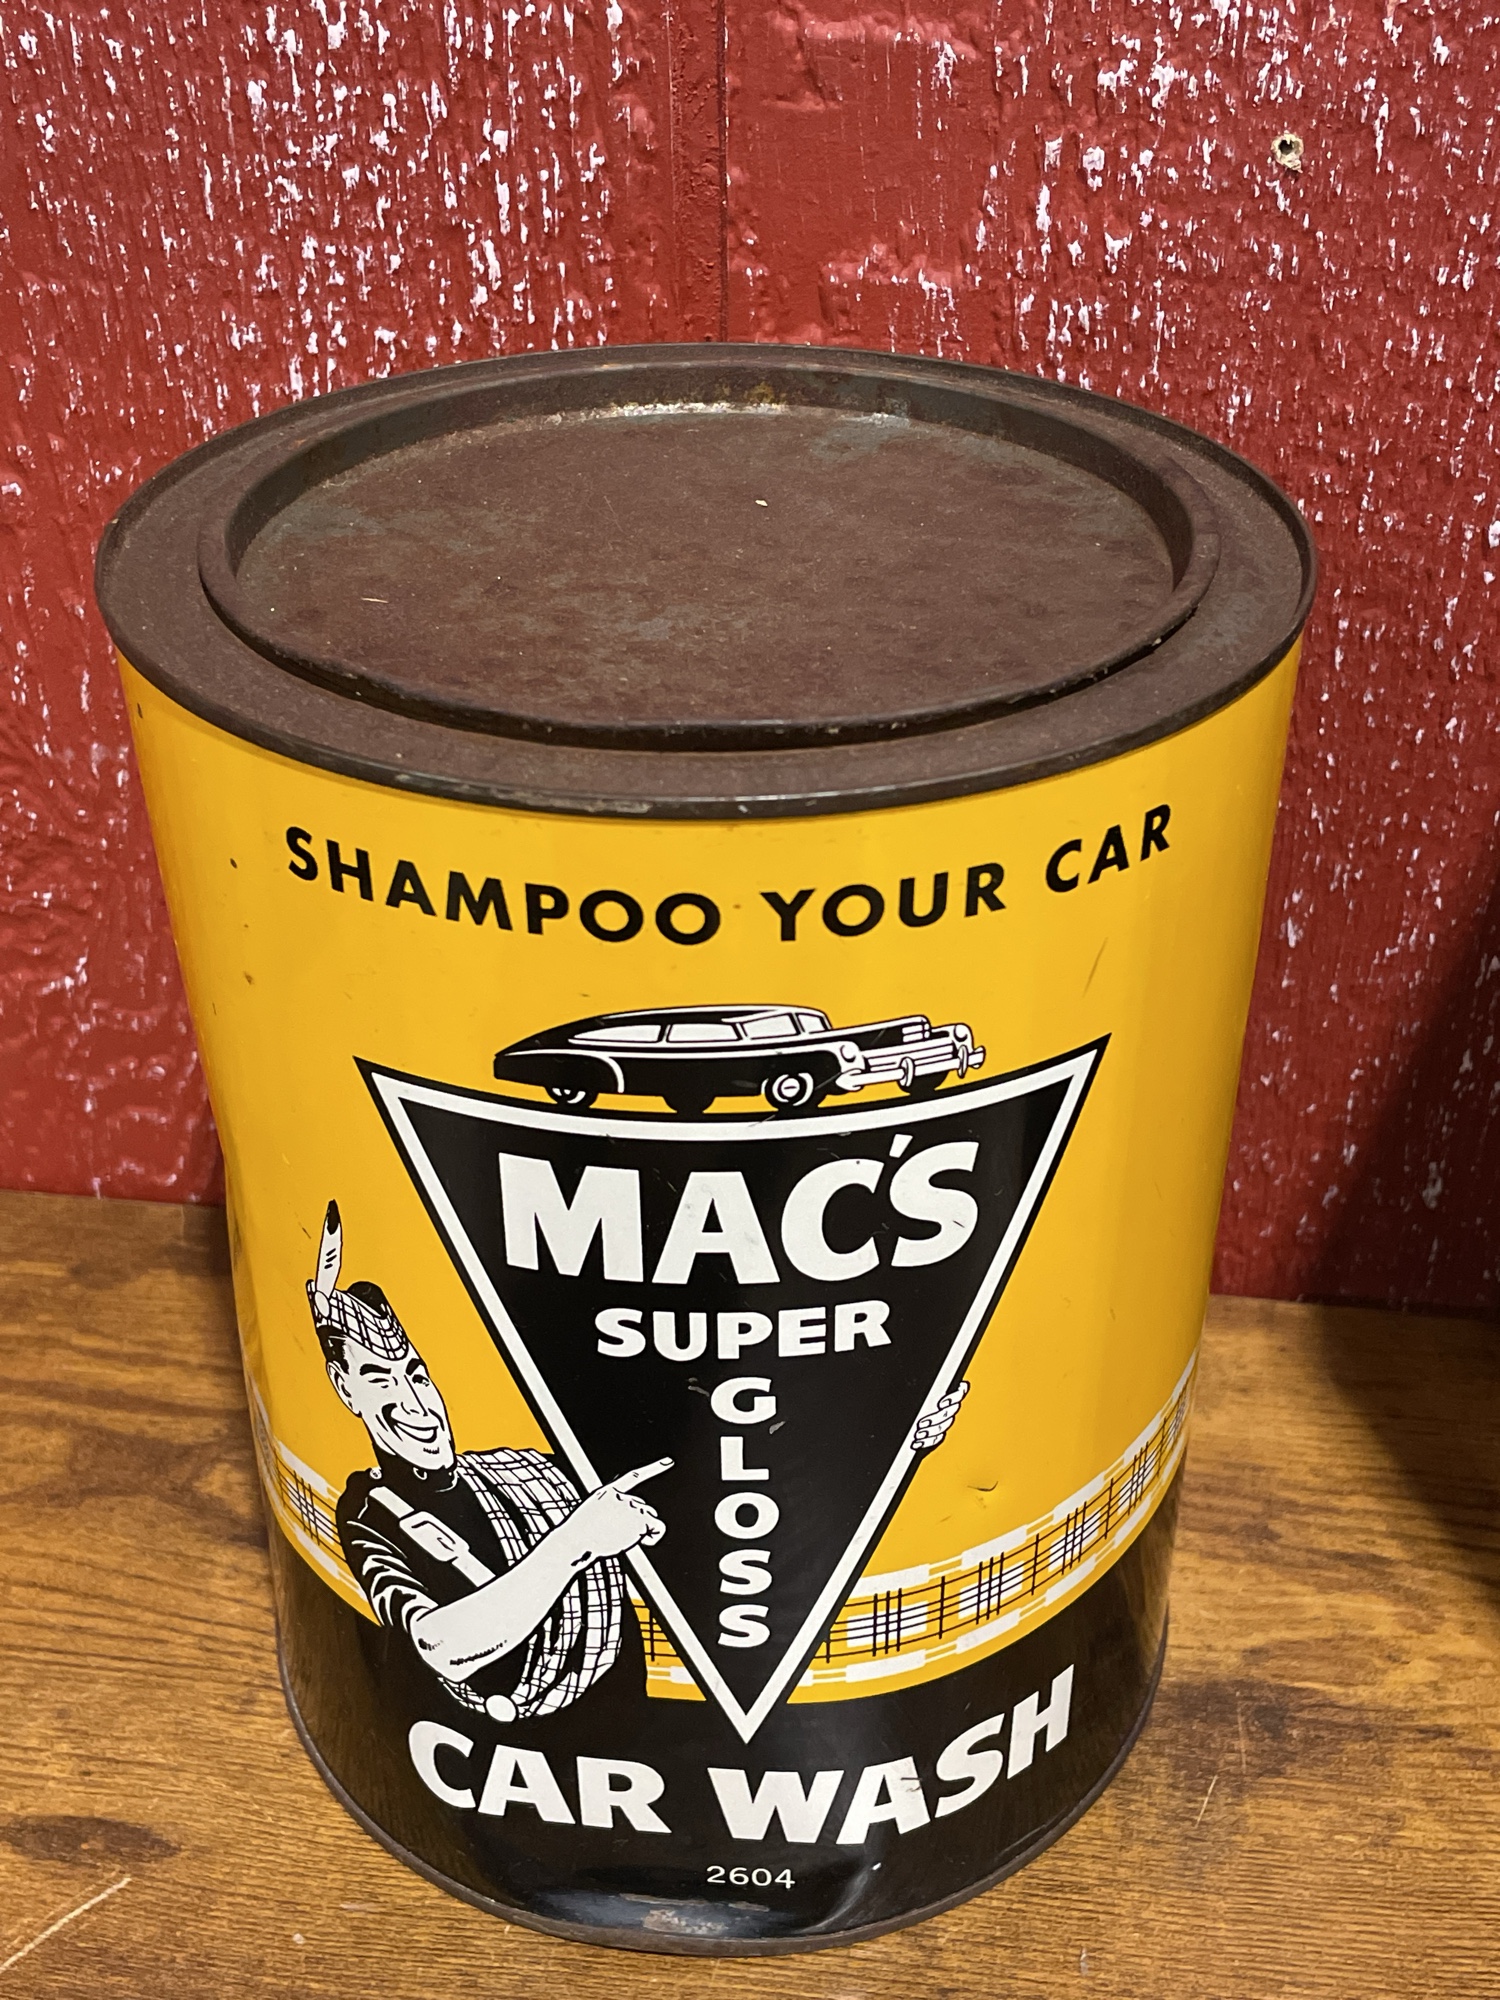 SHAMPOO YOUR CAR
MAC'S
SUPER
GLOSS
CAR WASH
2604